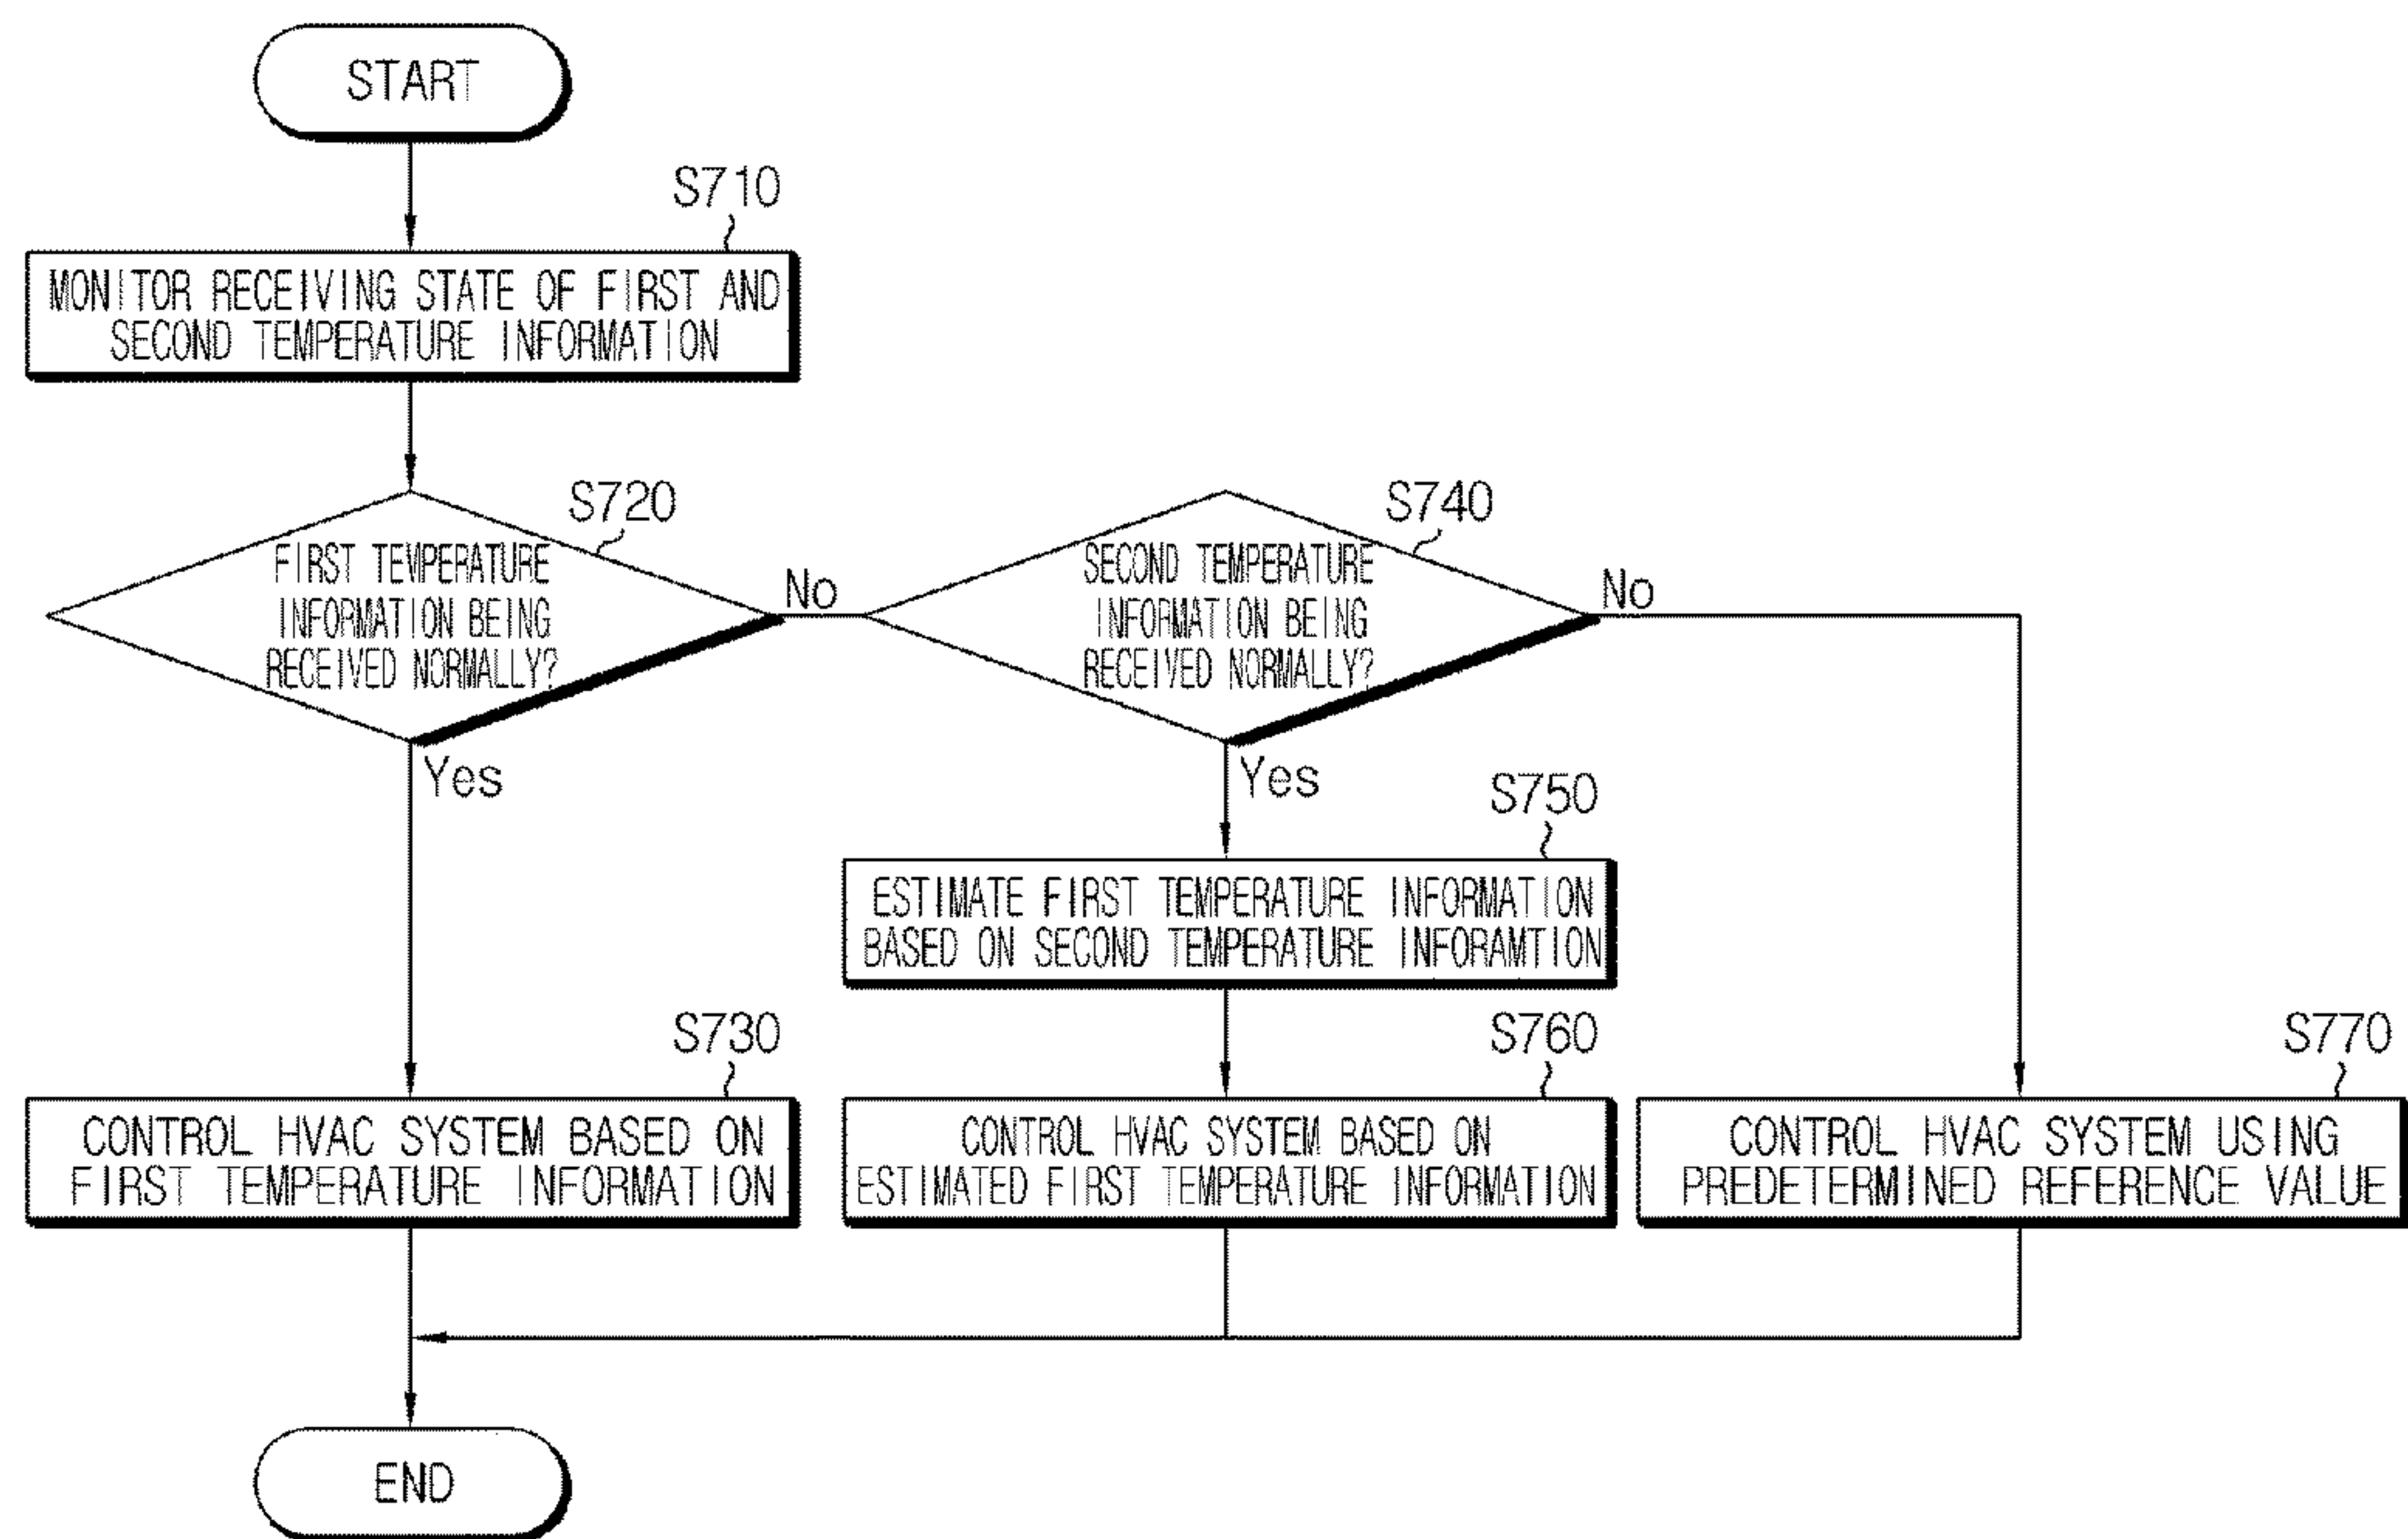 START
S710
MONITOR RECEIVING STATE OF FIRST AND
SECOND TEMPERATURE INFORMATION
S720
FIRST TEMPERATURE
INFORMATION BEING
RECEIVED NORMALLY?
No
Yes
S740
SECOND TEMPERATURE
INFORMATION BEING
RECEIVED NORMALLY?
No
Yes
S750
ESTIMATE FIRST TEMPERATURE INFORMATION
BASED ON SECOND TEMPERATURE INFORAMTION
S730
CONTROL HVAC SYSTEM BASED ON
FIRST TEMPERATURE INFORMATION
S760
CONTROL HVAC SYSTEM BASED ON
ESTIMATED FIRST TEMPERATURE INFORMATION
S770
CONTROL HVAC SYSTEM USING
PREDETERMINED REFERENCE VALUE
END